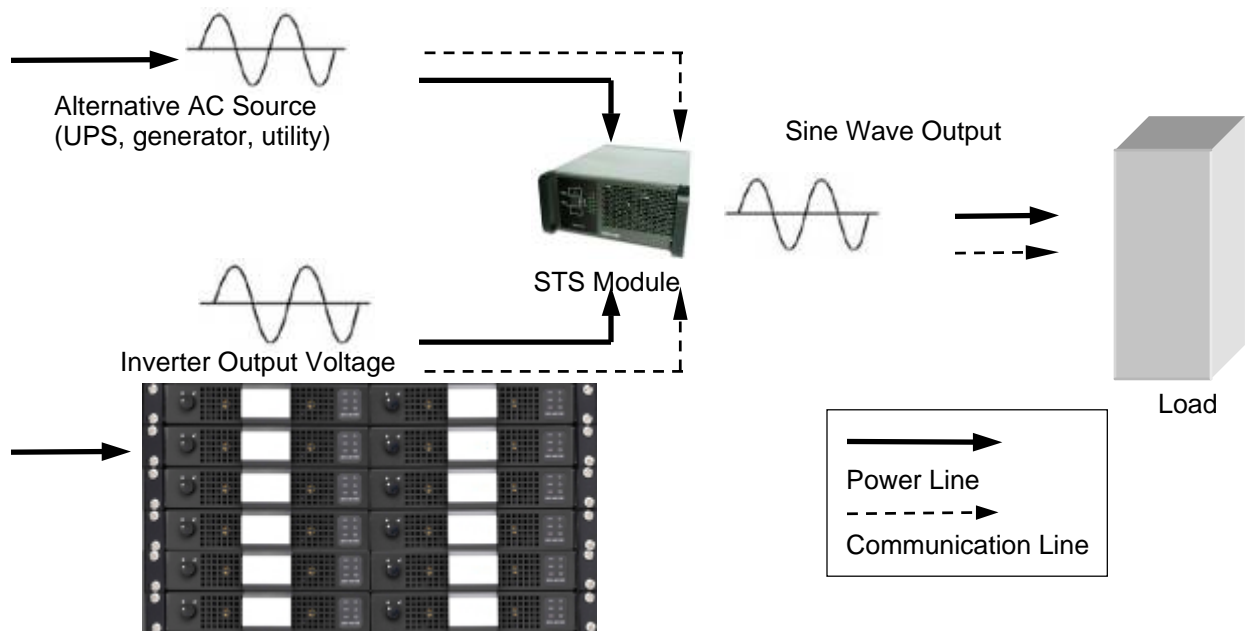 Alternative AC Source
(UPS, generator, utility)
Sine Wave Output
STS Module
Inverter Output Voltage
Load
Power Line
Communication Line